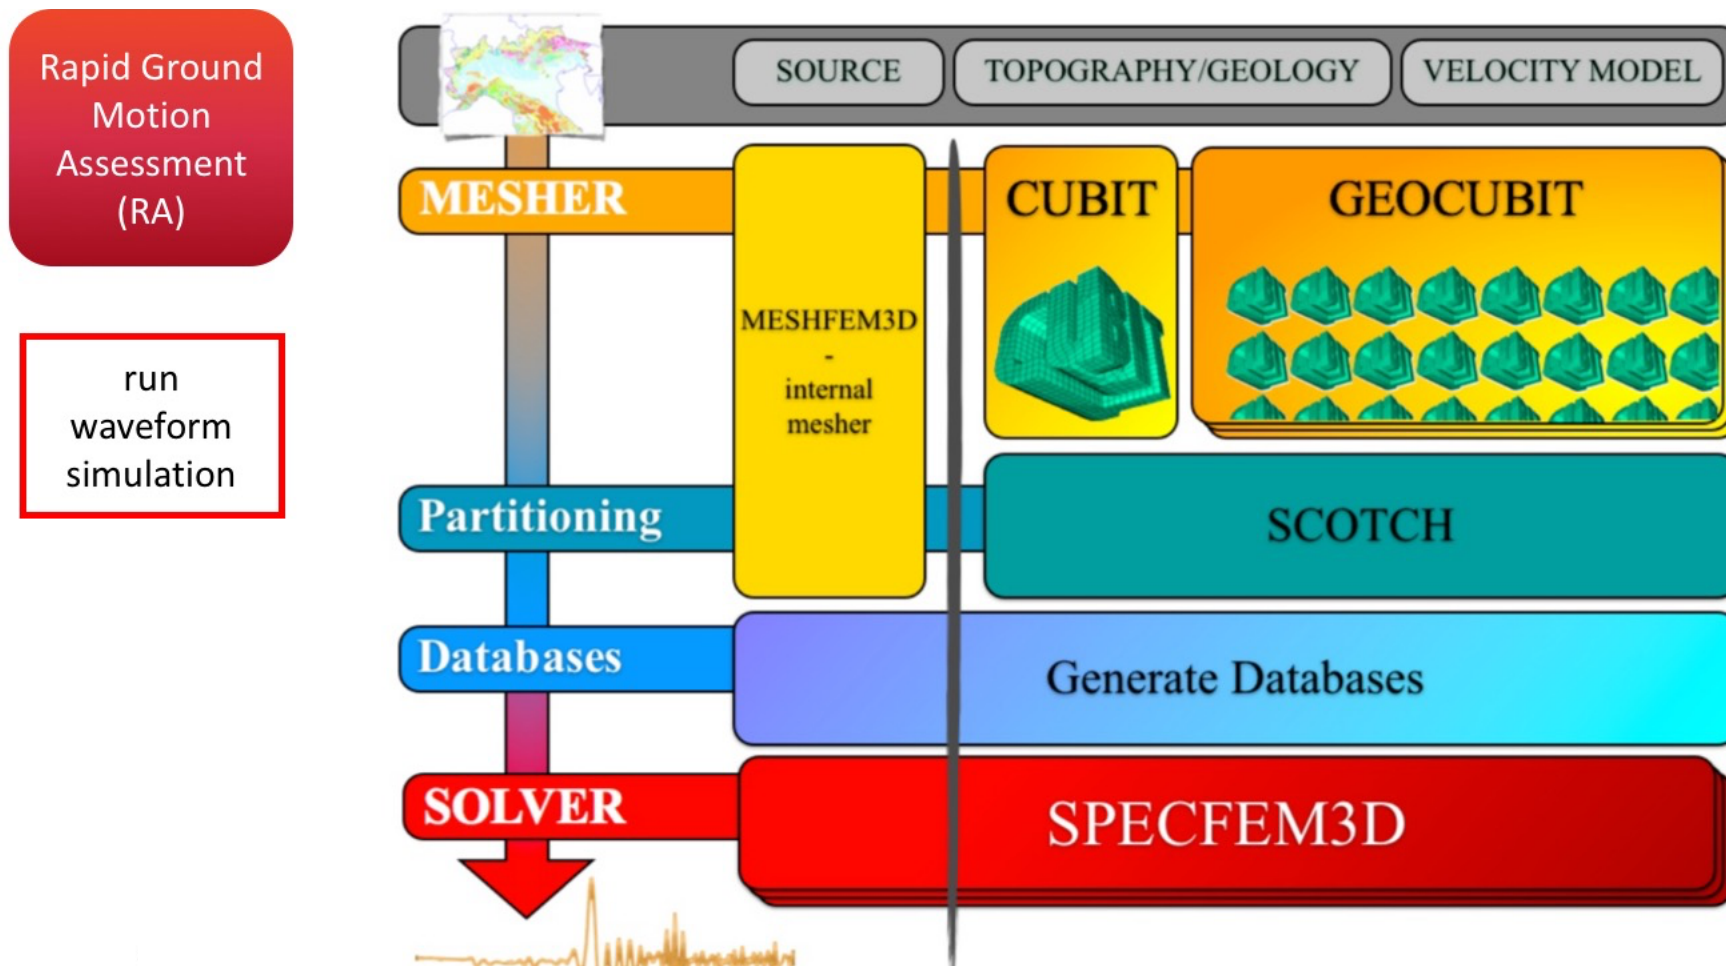 Rapid Ground
Motion
Assessment
(RA)
run
waveform
simulation
SOURCE
TOPOGRAPHY/GEOLOGY
VELOCITY MODEL
MESHER
MESHFEM3D
-
internal
mesher
CUBIT
GEOCUBIT
Partitioning
SCOTCH
Databases
Generate Databases
SOLVER
SPECFEM3D